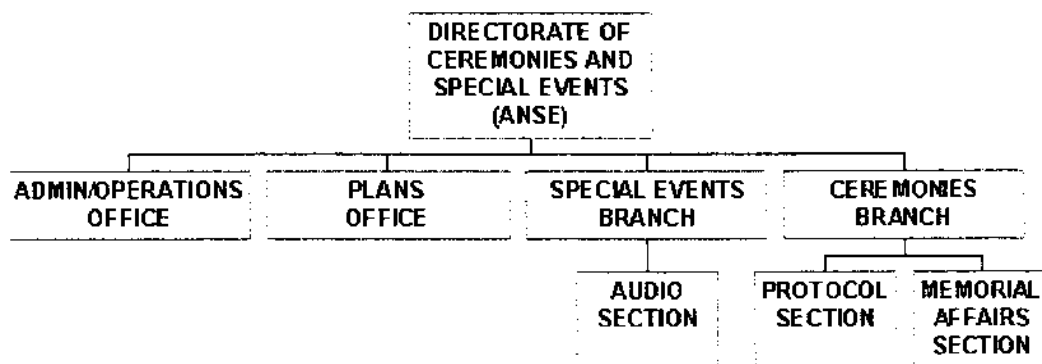 DIRECTORATE OF
CEREMONIES AND
SPECIAL EVENTS
(ANSE)
ADMIN/OPERATIONS
OFFICE
PLANS
OFFICE
SPECIAL EVENTS
BRANCH
CEREMONIES
BRANCH
AUDIO
SECTION
PROTOCOL
SECTION
MEMORIAL
AFFAIRS
SECTION